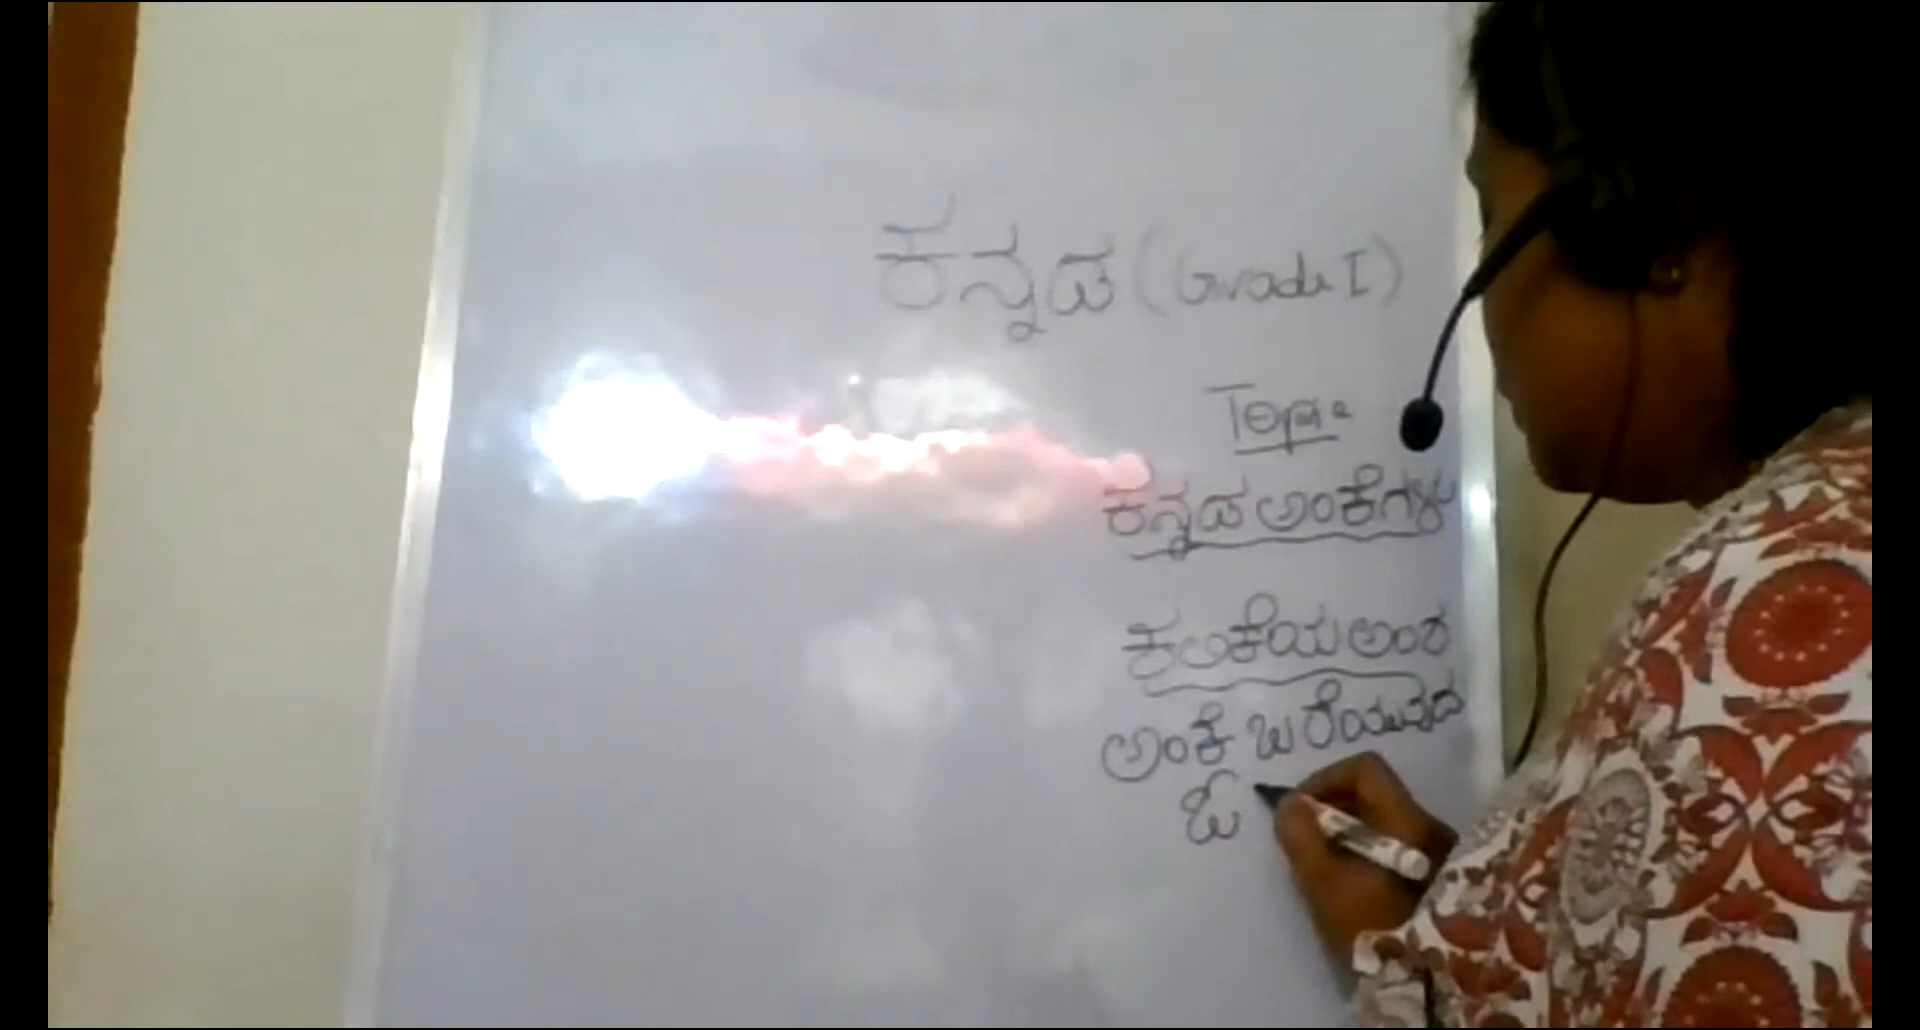 ಕನ್ನಡ (Grade I)
Topic
ಕನ್ನಡ ಅಂಕೆಗಳು
ಕಲಿಕೆಯ ಅಂಶ
ಅಂಕೆ ಬರೆಯುವುದ
ಓ